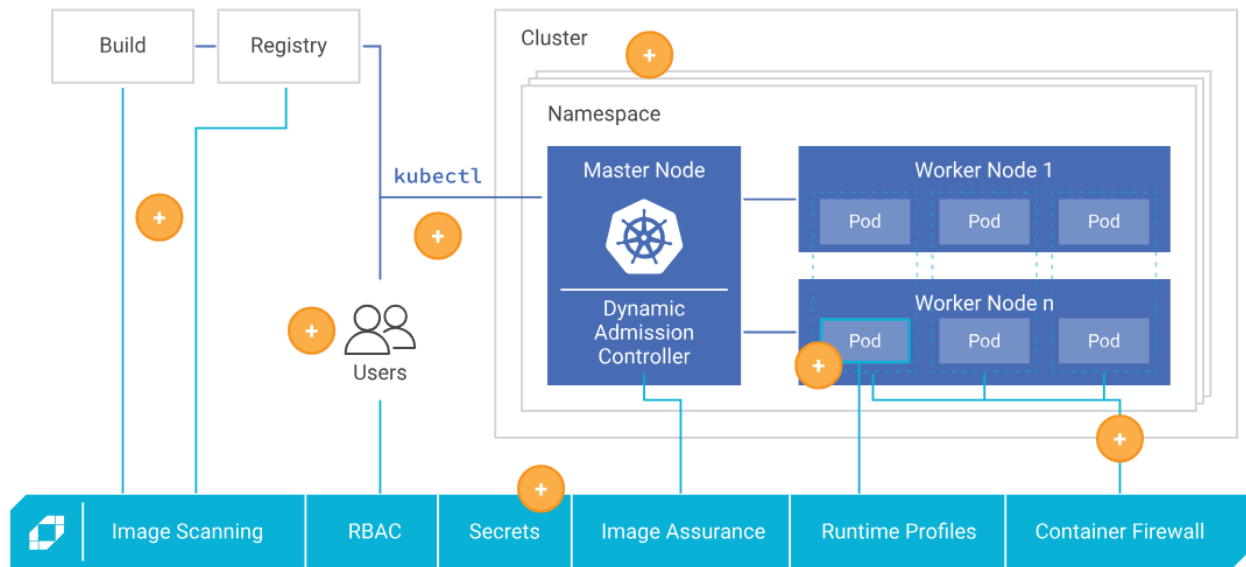 Build
Registry
Cluster
Namespace
kubectl
Master Node
Dynamic
Admission
Controller
Worker Node 1
Pod
Pod
Pod
Worker Node n
Pod
Pod
Pod
Users
+
+
+
+
+
+
+
Image Scanning
RBAC
Secrets
Image Assurance
Runtime Profiles
Container Firewall